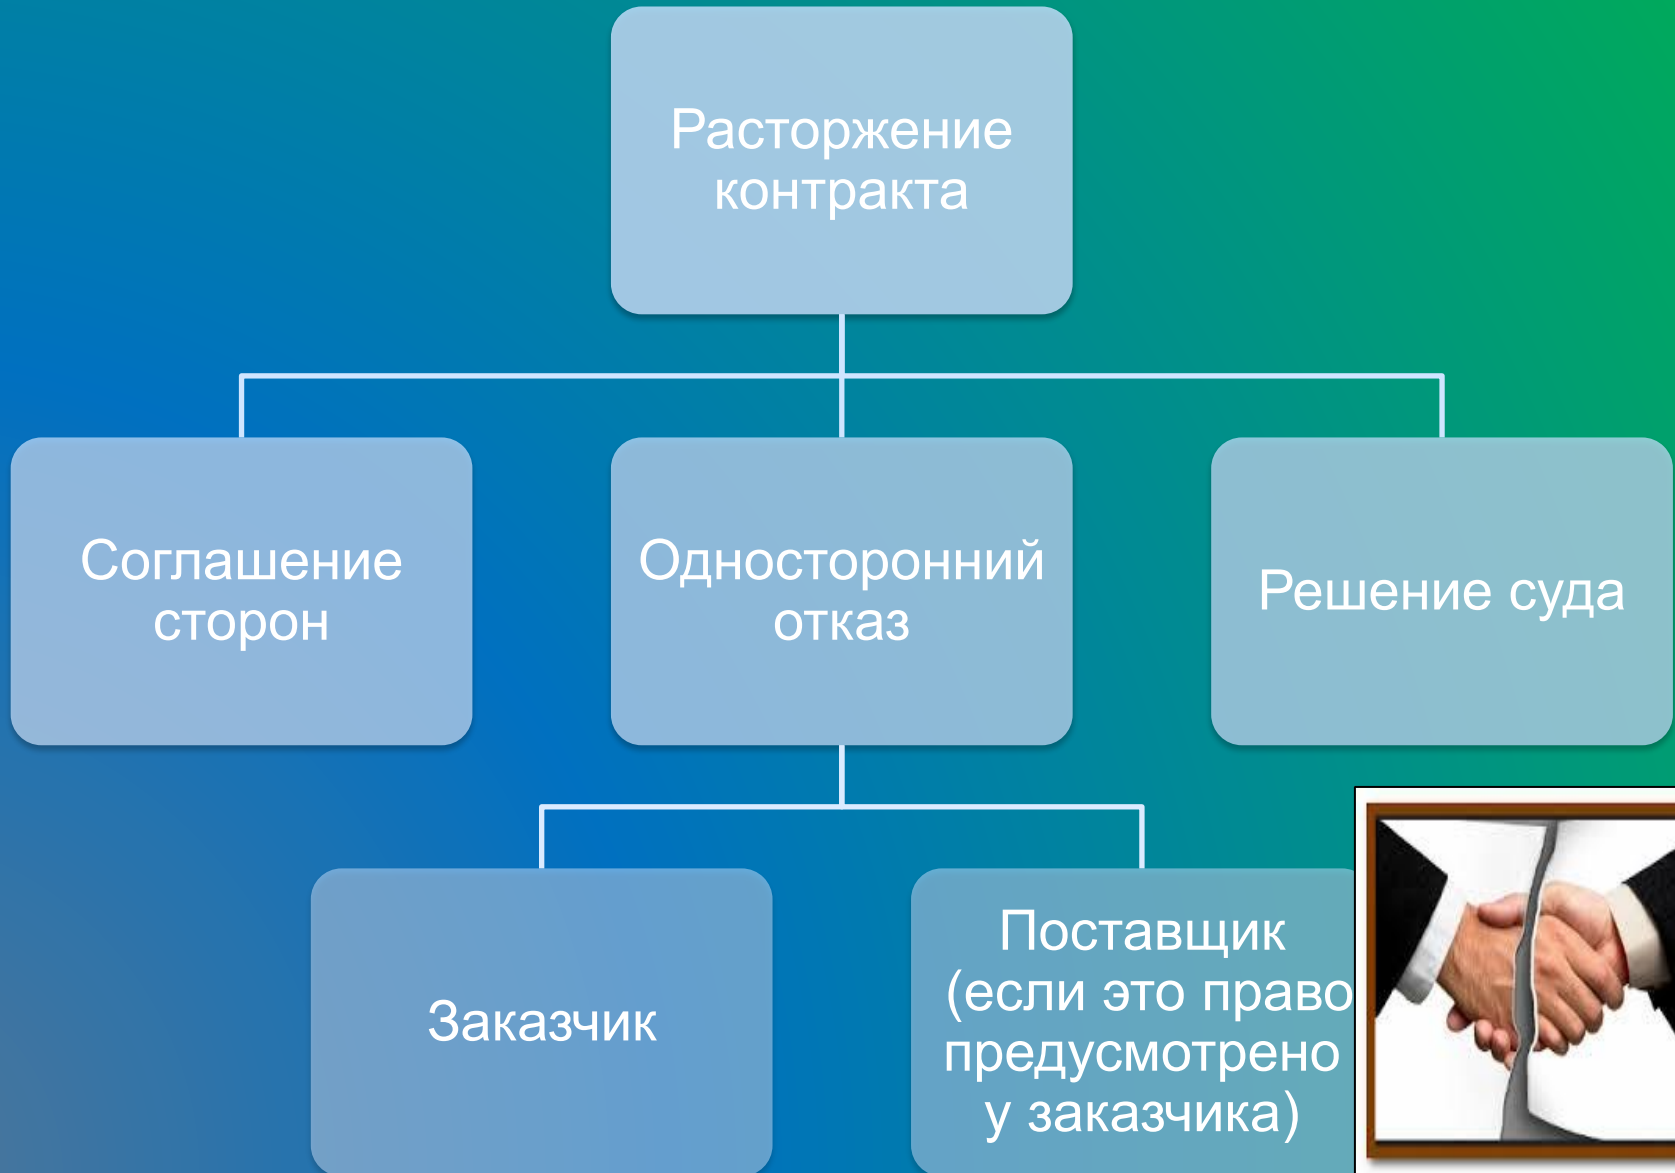 Расторжение
контракта
Соглашение
сторон
Односторонний
отказ
Решение суда
Заказчик
Поставщик
(если это право
предусмотрено
у заказчика)